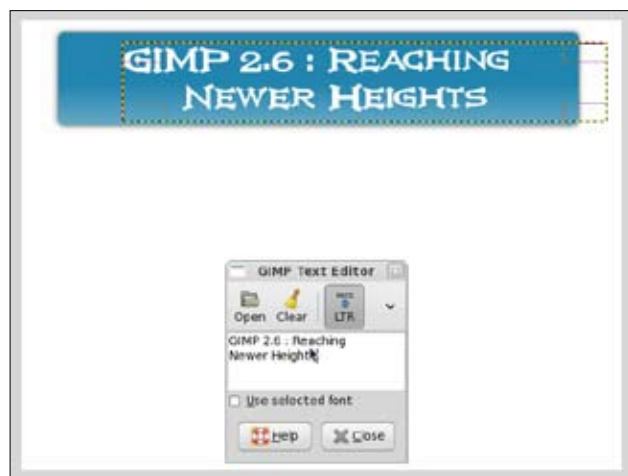 GIMP 2.6 : REACHING
NEWER HEIGHTS
GIMP Text Editor
Open Clear LTR
GIMP 2.6 : Reaching
Newer Heights
Use selected font
Help Close